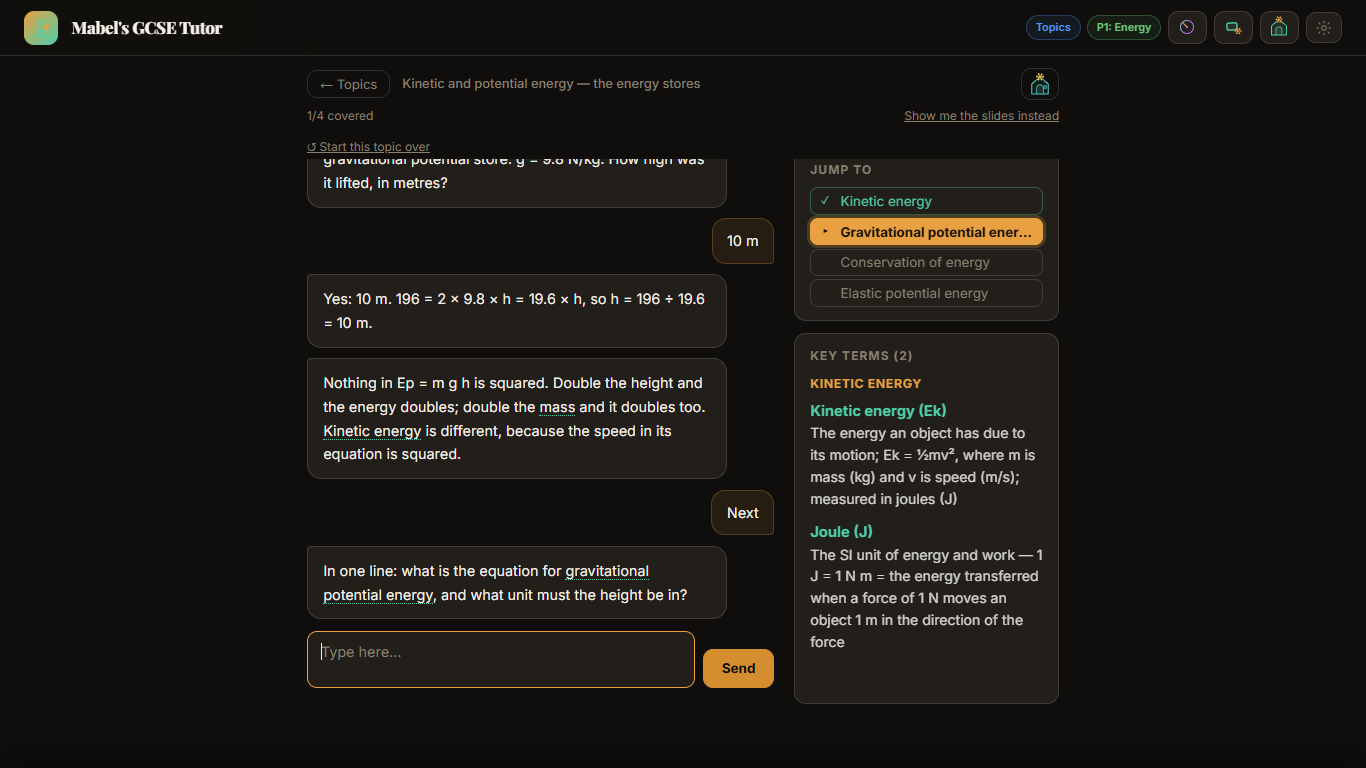 Mabel's GCSE Tutor
Topics
P1: Energy
← Topics
Kinetic and potential energy — the energy stores
1/4 covered
Show me the slides instead
↺ Start this topic over
gravitational potential store. g = 9.8 N/kg. How high was
it lifted, in metres?
10 m
Yes: 10 m. 196 = 2 × 9.8 × h = 19.6 × h, so h = 196 ÷ 19.6
= 10 m.
Nothing in Ep = m g h is squared. Double the height and
the energy doubles; double the mass and it doubles too.
Kinetic energy is different, because the speed in its
equation is squared.
Next
In one line: what is the equation for gravitational
potential energy, and what unit must the height be in?
Type here...
Send
JUMP TO
✓ Kinetic energy
‣ Gravitational potential ener...
Conservation of energy
Elastic potential energy
KEY TERMS (2)
KINETIC ENERGY
Kinetic energy (Ek)
The energy an object has due to
its motion; Ek = ½mv², where m is
mass (kg) and v is speed (m/s);
measured in joules (J)
Joule (J)
The SI unit of energy and work — 1
J = 1 N m = the energy transferred
when a force of 1 N moves an
object 1 m in the direction of the
force